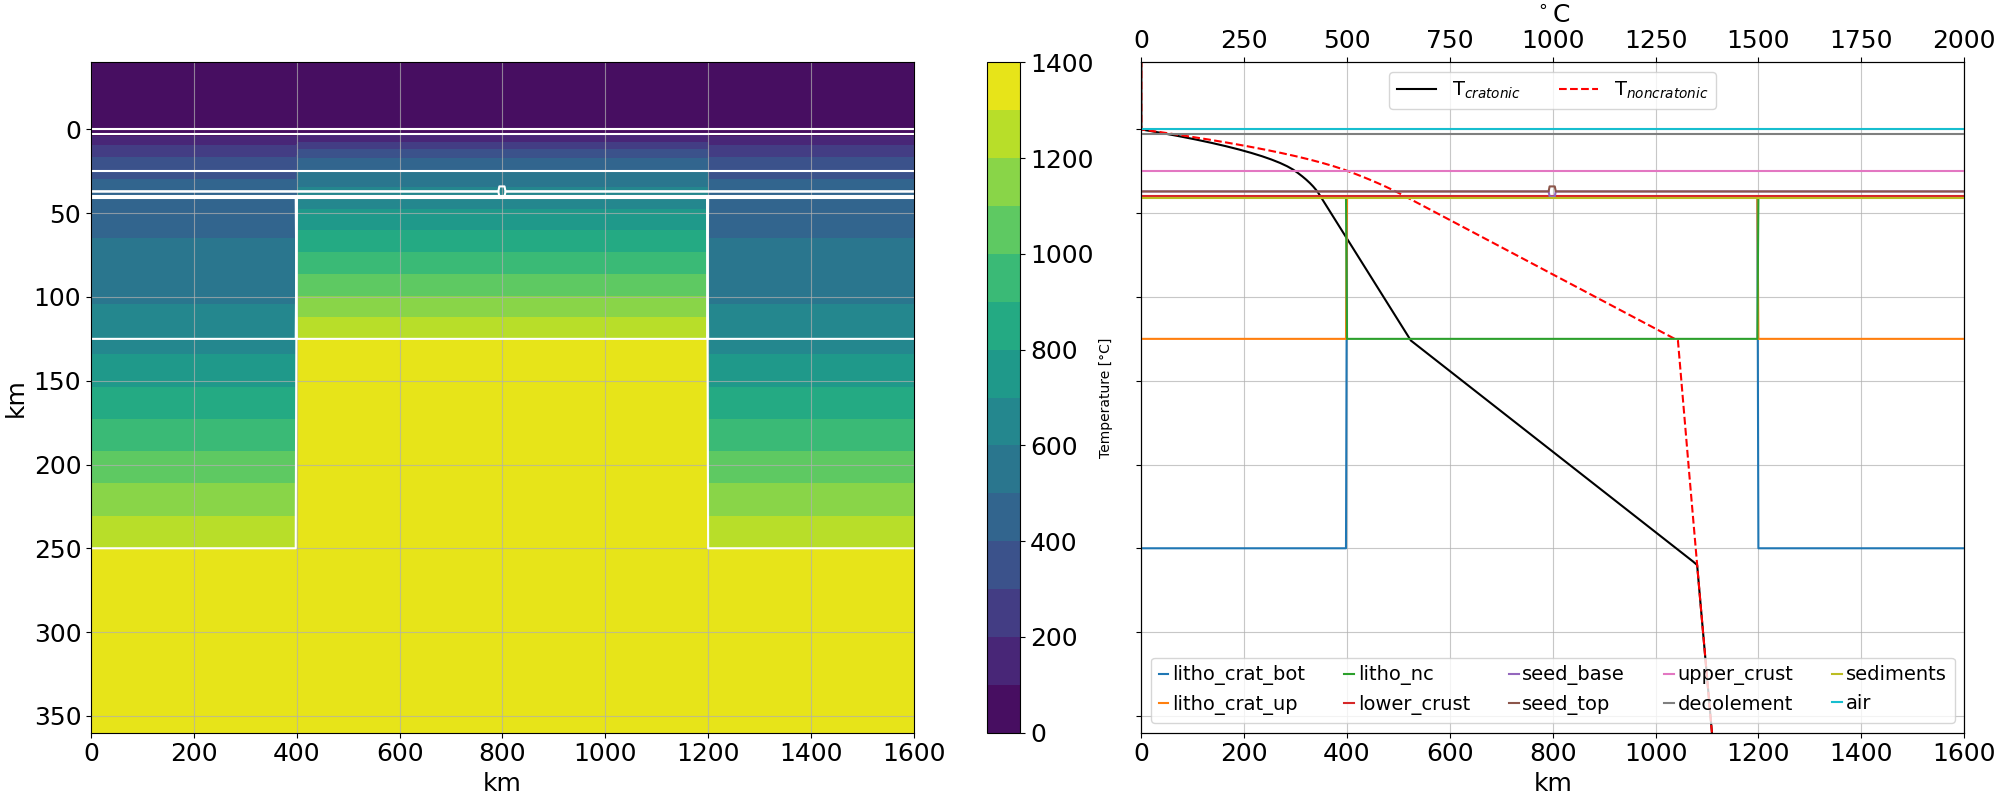 °C
0 250 500 750 1000 1250 1500 1750 2000
1400
1200
1000
800
600
400
200
0
0
50
100
150
200
250
300
350
km
0 200 400 600 800 1000 1200 1400 1600
km
Temperature [°C]
T_cratonic T_noncratonic
litho_crat_bot litho_nc seed_base upper_crust sediments
litho_crat_up lower_crust seed_top decolement air
0 200 400 600 800 1000 1200 1400 1600
km